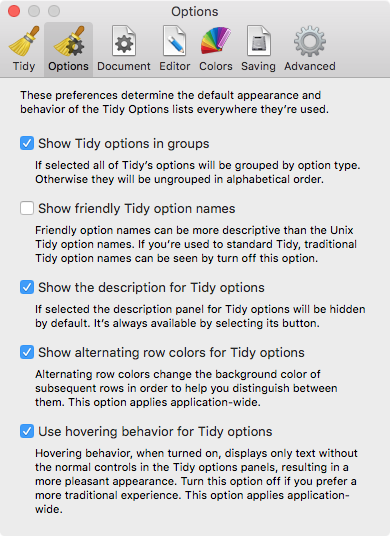 Options
Tidy Options Document Editor Colors Saving Advanced
These preferences determine the default appearance and
behavior of the Tidy Options lists everywhere they're used.
Show Tidy options in groups
If selected all of Tidy's options will be grouped by option type.
Otherwise they will be ungrouped in alphabetical order.
Show friendly Tidy option names
Friendly option names can be more descriptive than the Unix
Tidy option names. If you're used to standard Tidy, traditional
Tidy option names can be seen by turn off this option.
Show the description for Tidy options
If selected the description panel for Tidy options will be hidden
by default. It's always available by selecting its button.
Show alternating row colors for Tidy options
Alternating row colors change the background color of
subsequent rows in order to help you distinguish between
them. This option applies application-wide.
Use hovering behavior for Tidy options
Hovering behavior, when turned on, displays only text without
the normal controls in the Tidy options panels, resulting in a
more pleasant appearance. Turn this option off if you prefer a
more traditional experience. This option applies application-
wide.